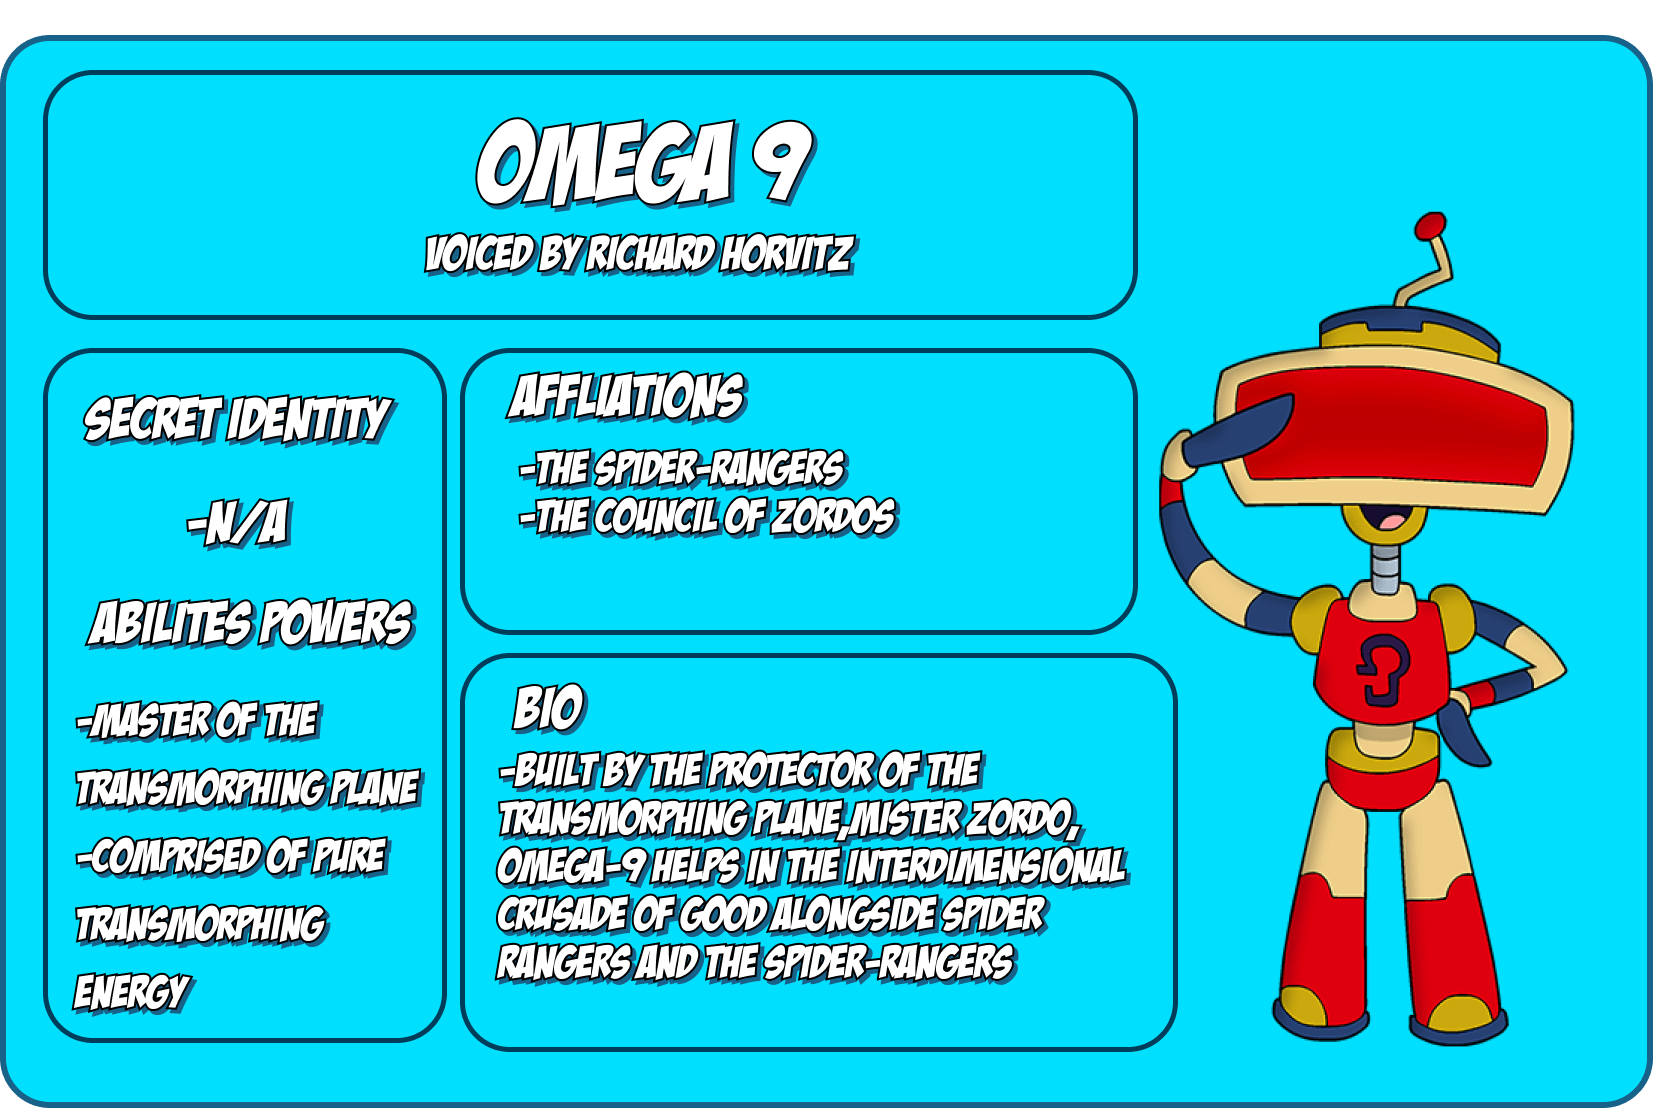 OMEGA 9
VOICED BY RICHARD HORVITZ
SECRET IDENTITY
-N/A
ABILITES POWERS
-MASTER OF THE
TRANSMORPHING PLANE
-COMPRISED OF PURE
TRANSMORPHING
ENERGY
AFFLIATIONS
-THE SPIDER-RANGERS
-THE COUNCIL OF ZORDOS
BIO
-BUILT BY THE PROTECTOR OF THE
TRANSMORPHING PLANE,MISTER ZORDO,
OMEGA-9 HELPS IN THE INTERDIMENSIONAL
CRUSADE OF GOOD ALONGSIDE SPIDER
RANGERS AND THE SPIDER-RANGERS